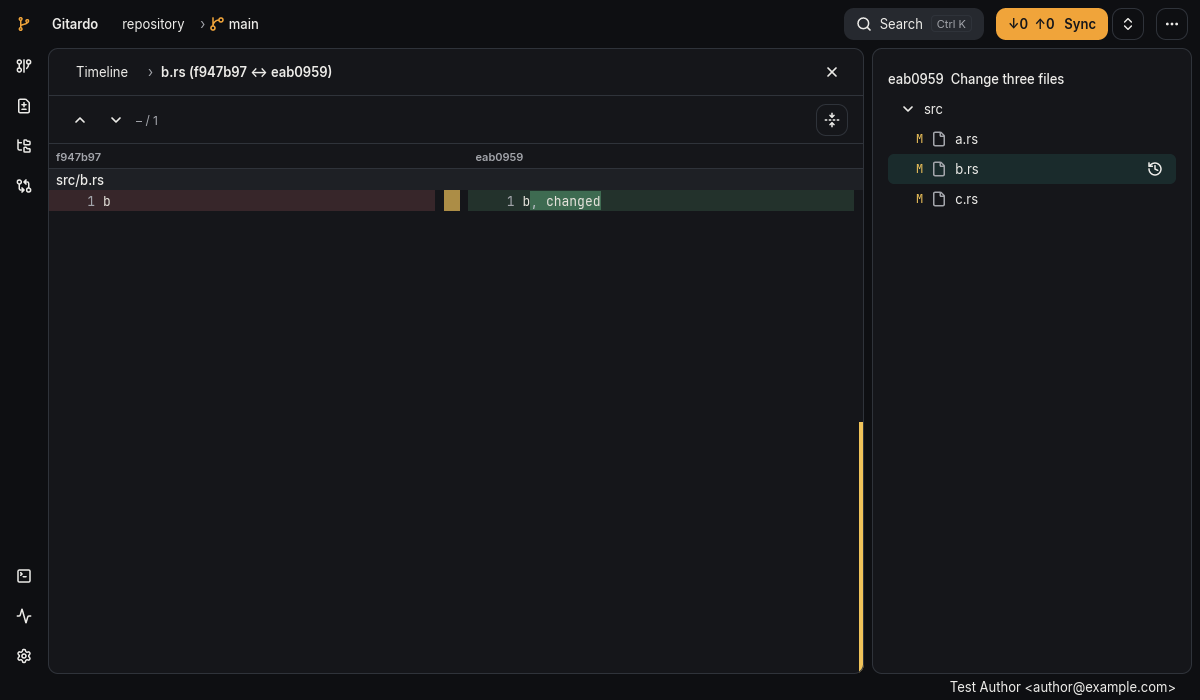 Gitardo repository › main Search Ctrl K ↓0 ↑0 Sync
Timeline › b.rs (f947b97 ↔ eab0959)
– / 1
f947b97 eab0959
src/b.rs
1 b 1 b, changed
eab0959 Change three files
src
M a.rs
M b.rs
M c.rs
Test Author <author@example.com>